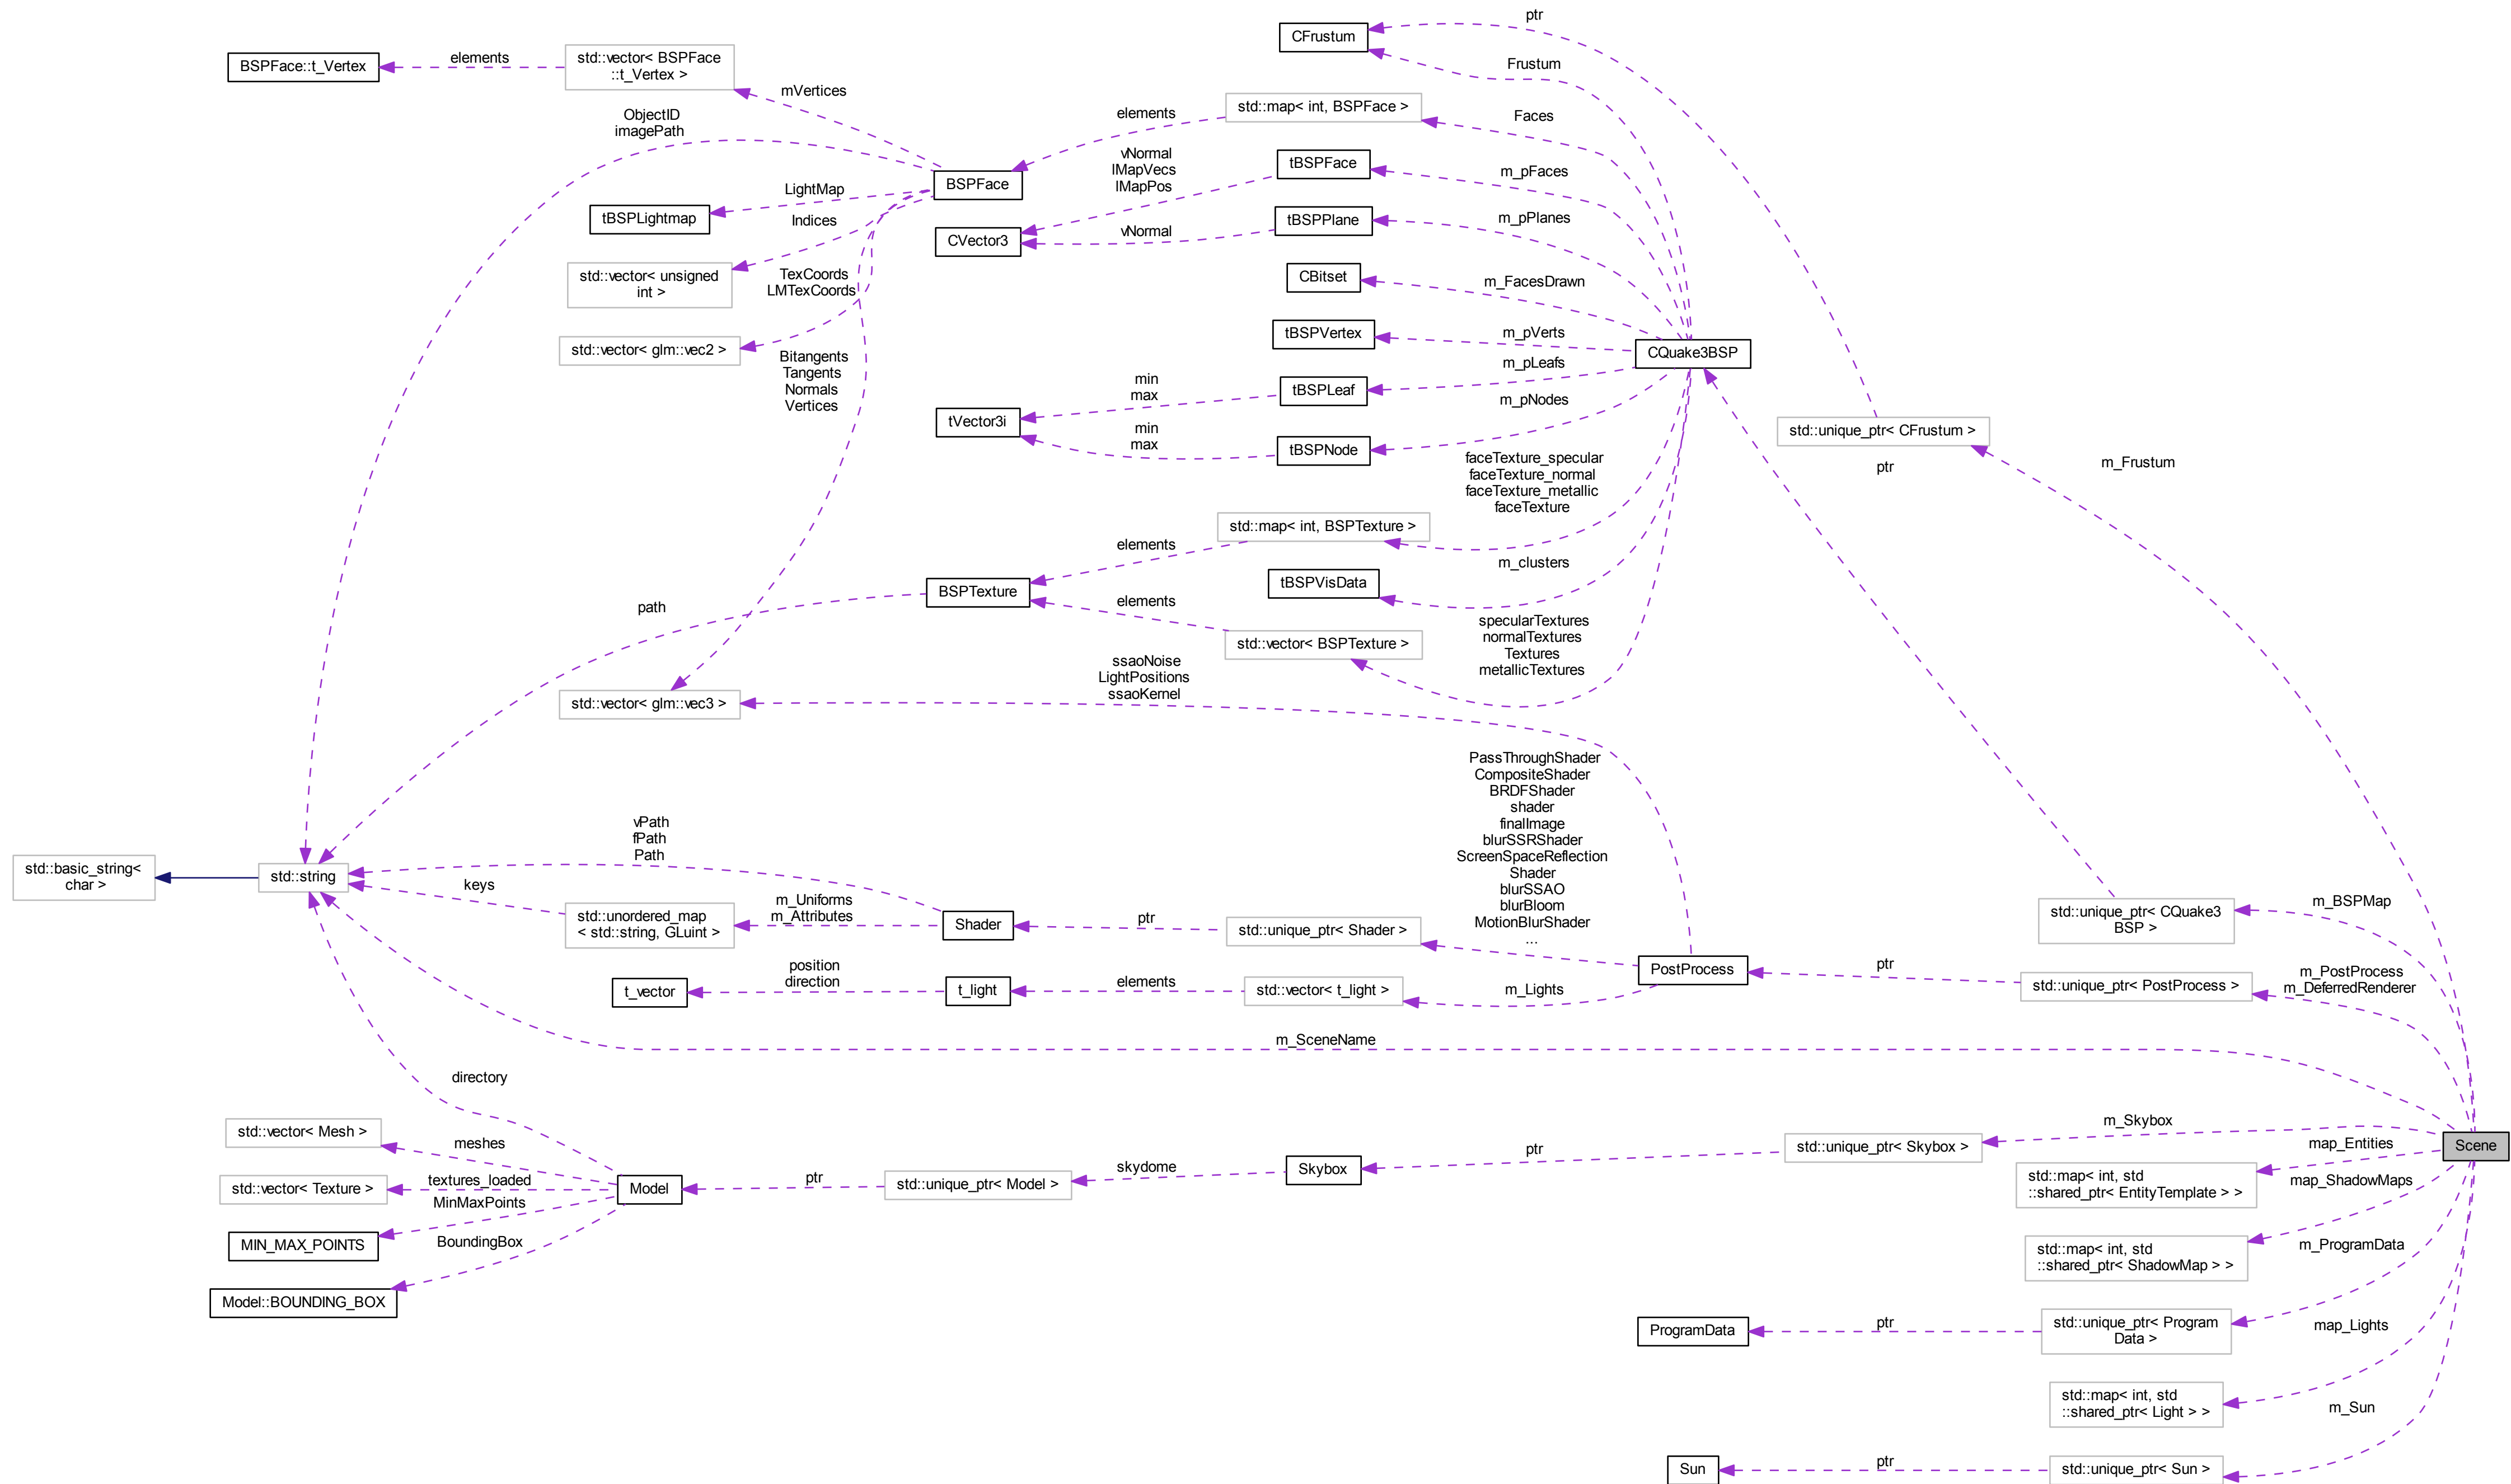 ptr
CFrustum
BSPFace::t_Vertex
elements
std::vector< BSPFace
::t_Vertex >
Frustum
mVertices
std::map< int, BSPFace >
elements
Faces
ObjectID
imagePath
vNormal
lMapVecs
lMapPos
tBSPFace
m_pFaces
BSPFace
LightMap
tBSPLightmap
Indices
CVector3
vNormal
tBSPPlane
m_pPlanes
std::vector< unsigned
int >
TexCoords
LMTexCoords
CBitset
m_FacesDrawn
std::vector< glm::vec2 >
tBSPVertex
m_pVerts
CQuake3BSP
Bitangents
Tangents
Normals
Vertices
min
max
tBSPLeaf
m_pLeafs
m_pNodes
tVector3i
min
max
tBSPNode
std::unique_ptr< CFrustum >
ptr
m_Frustum
faceTexture_specular
faceTexture_normal
faceTexture_metallic
faceTexture
std::map< int, BSPTexture >
elements
m_clusters
tBSPVisData
BSPTexture
elements
path
std::vector< BSPTexture >
specularTextures
normalTextures
Textures
metallicTextures
ssaoNoise
LightPositions
ssaoKernel
std::vector< glm::vec3 >
PassThroughShader
CompositeShader
BRDFShader
shader
finalImage
blurSSRShader
ScreenSpaceReflection
Shader
blurSSAO
blurBloom
MotionBlurShader
...
vPath
fPath
Path
std::basic_string<
char >
std::string
keys
std::unordered_map
< std::string, GLuint >
m_Uniforms
m_Attributes
Shader
ptr
std::unique_ptr< Shader >
std::unique_ptr< CQuake3
BSP >
m_BSPMap
PostProcess
ptr
std::unique_ptr< PostProcess >
m_PostProcess
m_DeferredRenderer
t_vector
position
direction
t_light
elements
std::vector< t_light >
m_Lights
m_SceneName
directory
std::vector< Mesh >
meshes
std::vector< Texture >
textures_loaded
MinMaxPoints
Model
ptr
std::unique_ptr< Model >
skydome
Skybox
ptr
std::unique_ptr< Skybox >
m_Skybox
Scene
map_Entities
std::map< int, std
::shared_ptr< EntityTemplate > >
map_ShadowMaps
MIN_MAX_POINTS
BoundingBox
Model::BOUNDING_BOX
std::map< int, std
::shared_ptr< ShadowMap > >
m_ProgramData
ProgramData
ptr
std::unique_ptr< Program
Data >
map_Lights
std::map< int, std
::shared_ptr< Light > >
m_Sun
Sun
ptr
std::unique_ptr< Sun >